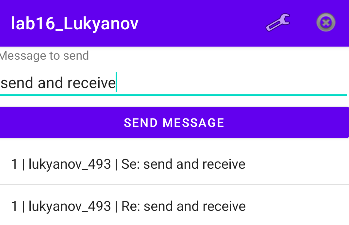 lab16_Lukyanov
Message to send
send and receive
SEND MESSAGE
1 | lukyanov_493 | Se: send and receive
1 | lukyanov_493 | Re: send and receive